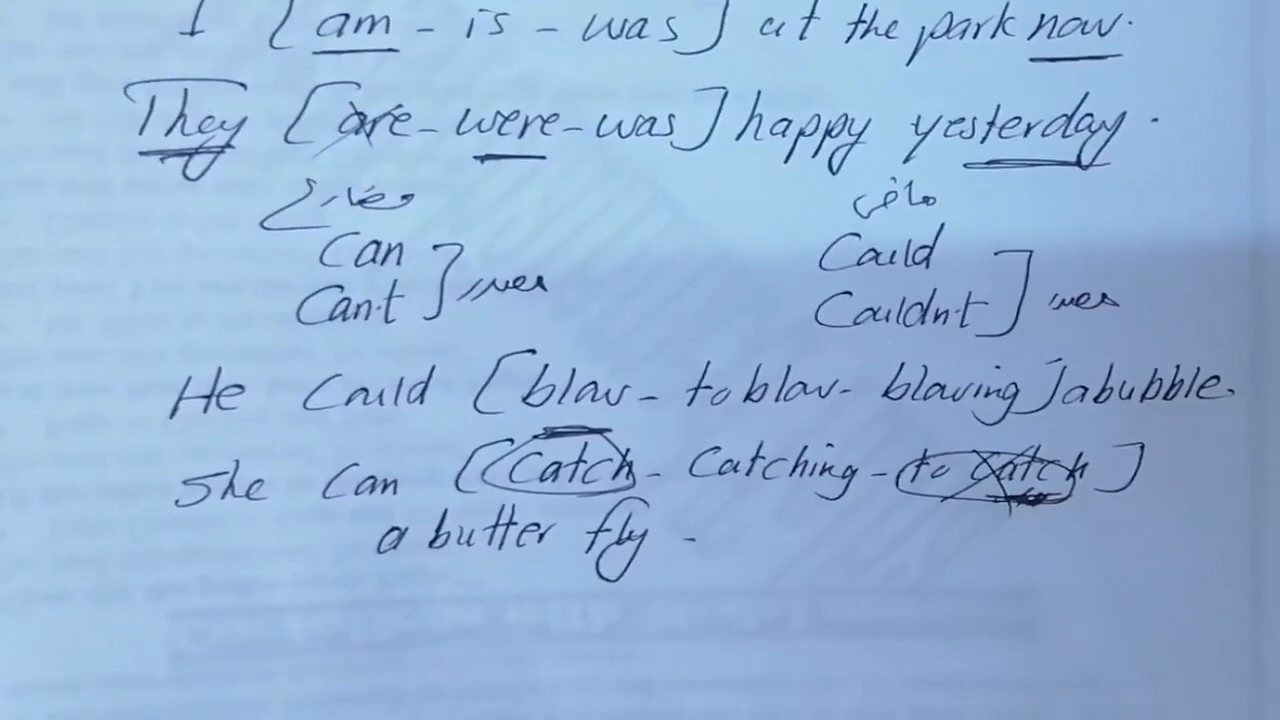 I [am - is - was] at the park now.
They [are - were - was] happy yesterday.
مضارع ماضى
Can Could
Can't } مصدر Couldn't ] مصدر
He Could [blow - to blow - blowing] a bubble.
She Can [Catch - Catching - to catch]
a butter fly.